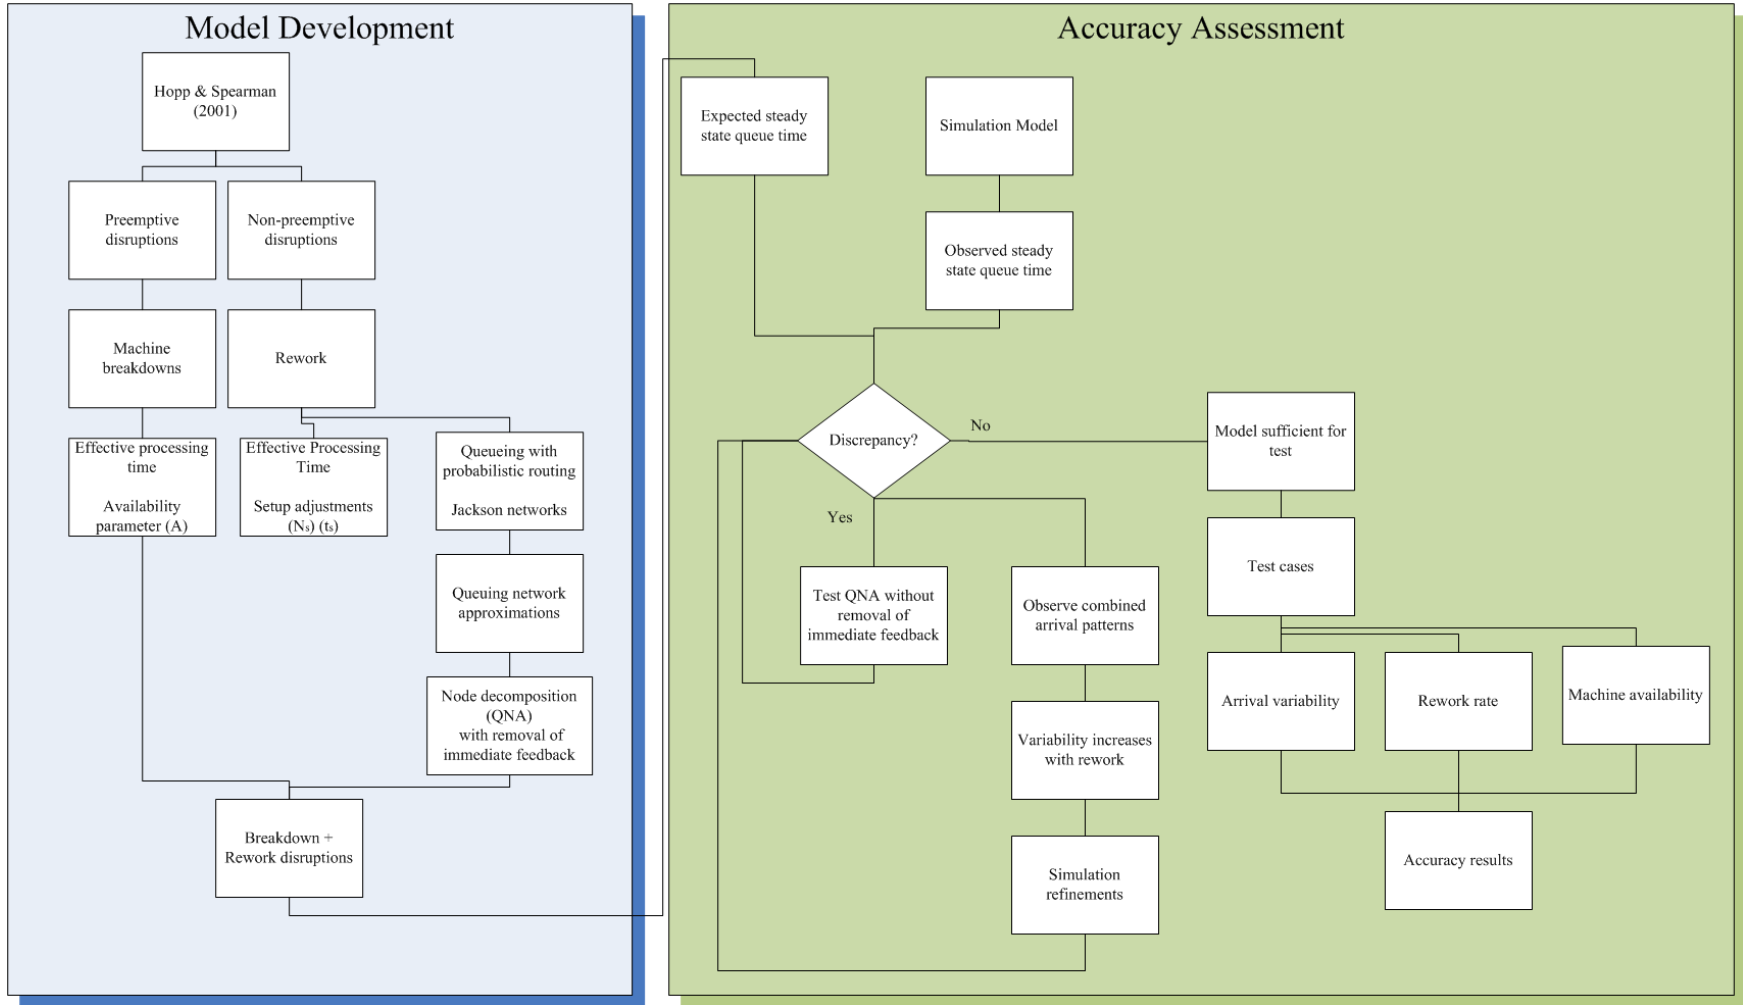 Model Development
Hopp & Spearman
(2001)
Preemptive
disruptions
Non-preemptive
disruptions
Machine
breakdowns
Rework
Effective processing
time
Availability
parameter (A)
Effective Processing
Time
Setup adjustments
(Ns) (ts)
Queueing with
probabilistic routing
Jackson networks
Queuing network
approximations
Node decomposition
(QNA)
with removal of
immediate feedback
Breakdown +
Rework disruptions
Accuracy Assessment
Expected steady
state queue time
Simulation Model
Observed steady
state queue time
Discrepancy?
No
Yes
Test QNA without
removal of
immediate feedback
Observe combined
arrival patterns
Variability increases
with rework
Simulation
refinements
Model sufficient for
test
Test cases
Arrival variability
Rework rate
Machine availability
Accuracy results